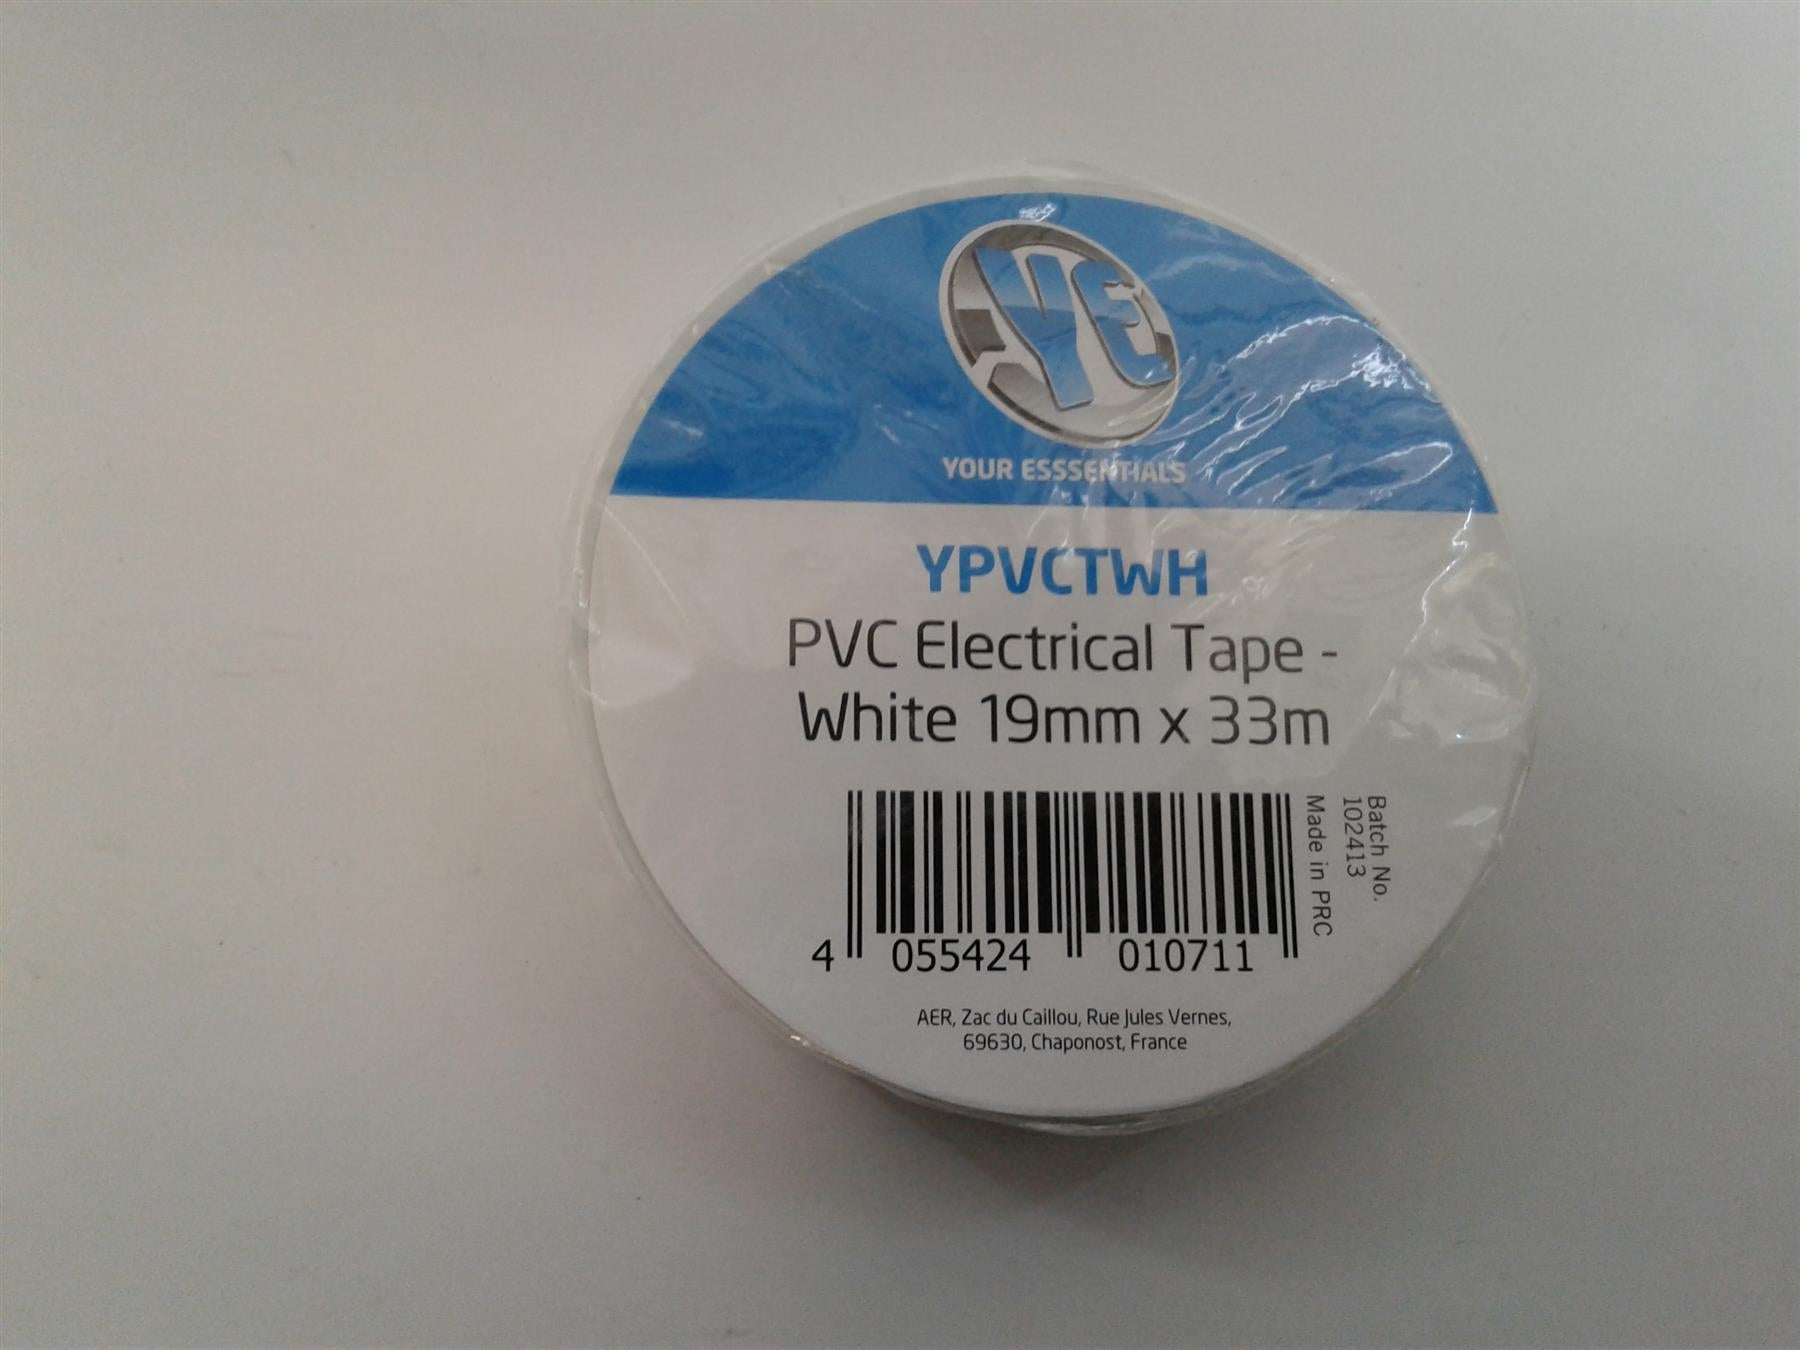 YE
YOUR ESSSENTIALS
YPVCTWH
PVC Electrical Tape -
White 19mm x 33m
Batch No.
102413
Made in PRC
4 055424 010711
AER, Zac du Caillou, Rue Jules Vernes,
69630, Chaponost, France